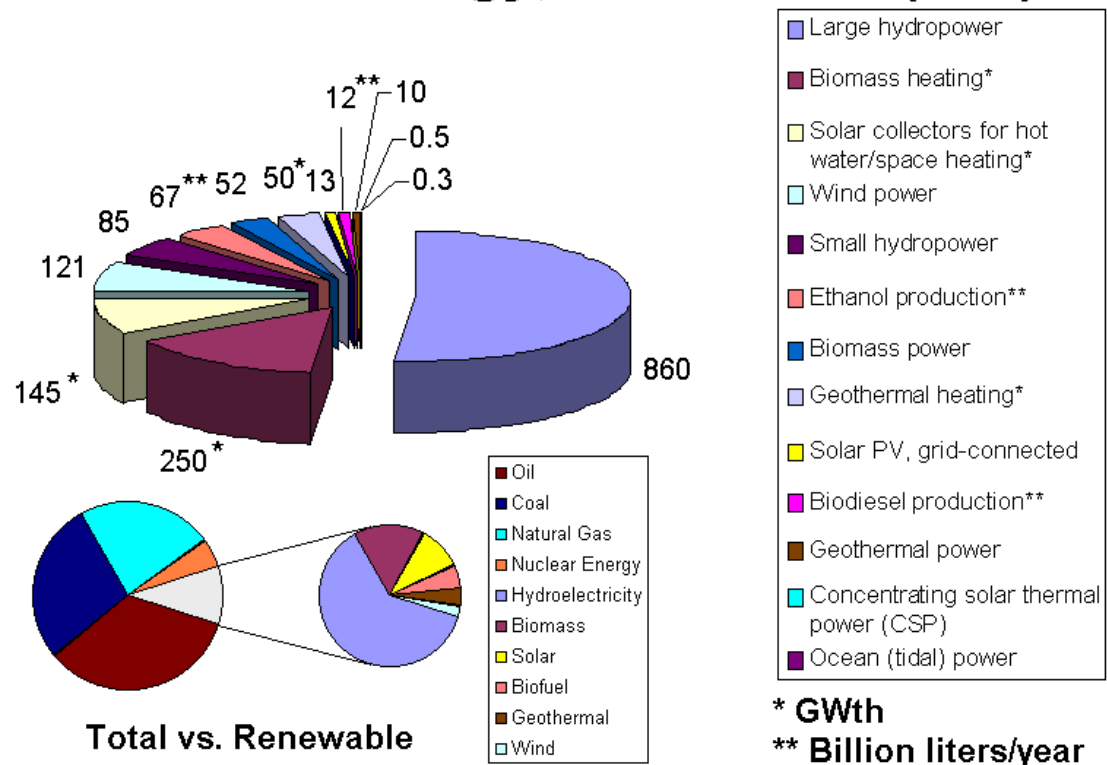 12** 10
0.5
0.3
67** 52 50* 13
85
121
145 *
250 *
860
Large hydropower
Biomass heating*
Solar collectors for hot
water/space heating*
Wind power
Small hydropower
Ethanol production**
Biomass power
Geothermal heating*
Solar PV, grid-connected
Biodiesel production**
Geothermal power
Concentrating solar thermal
power (CSP)
Ocean (tidal) power
* GWth
** Billion liters/year
Oil
Coal
Natural Gas
Nuclear Energy
Hydroelectricity
Biomass
Solar
Biofuel
Geothermal
Wind
Total vs. Renewable